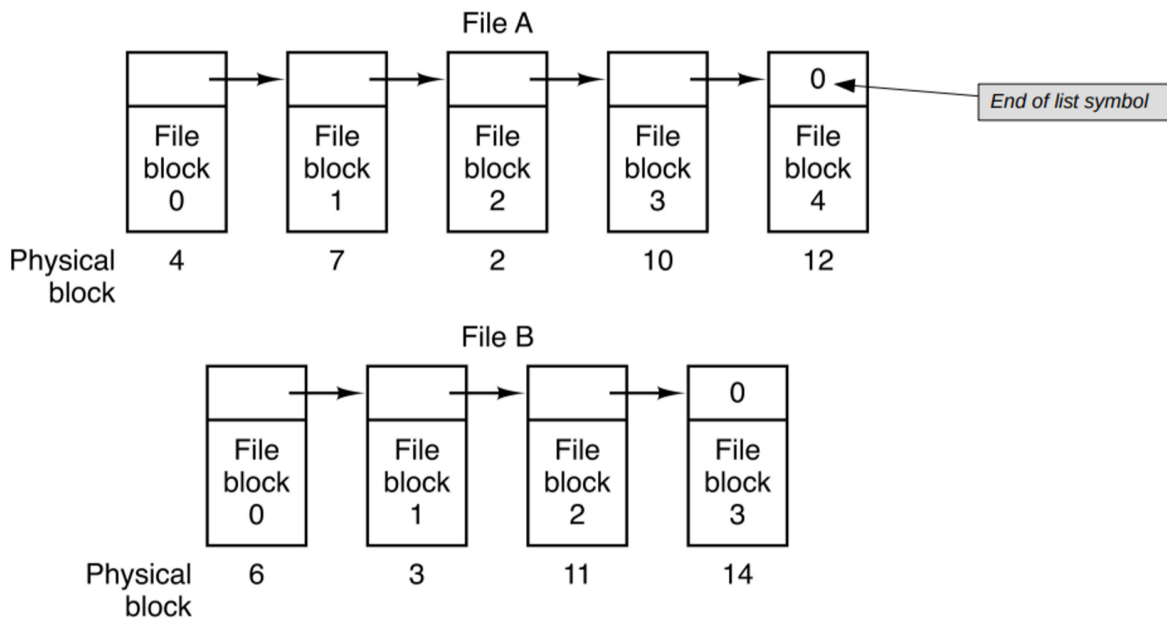 File A
0
End of list symbol
File block 0
File block 1
File block 2
File block 3
File block 4
Physical block
4 7 2 10 12
File B
0
File block 0
File block 1
File block 2
File block 3
Physical block
6 3 11 14